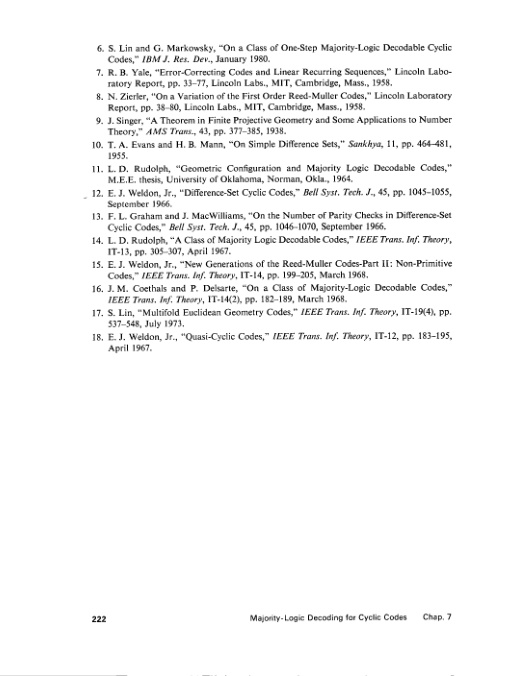 6. S. Lin and G. Markowsky, “On a Class of One-Step Majority-Logic Decodable Cyclic
Codes,” IBM J. Res. Dev., January 1980.
7. R. B. Yale, “Error-Correcting Codes and Linear Recurring Sequences,” Lincoln Labo-
ratory Report, pp. 33–77, Lincoln Labs., MIT, Cambridge, Mass., 1958.
8. N. Zierler, “On a Variation of the First Order Reed-Muller Codes,” Lincoln Laboratory
Report, pp. 38–80, Lincoln Labs., MIT, Cambridge, Mass., 1958.
9. J. Singer, “A Theorem in Finite Projective Geometry and Some Applications to Number
Theory,” AMS Trans., 43, pp. 377–385, 1938.
10. T. A. Evans and H. B. Mann, “On Simple Difference Sets,” Sankhya, 11, pp. 464–481,
1955.
11. L. D. Rudolph, “Geometric Configuration and Majority Logic Decodable Codes,”
M.E.E. thesis, University of Oklahoma, Norman, Okla., 1964.
12. E. J. Weldon, Jr., “Difference-Set Cyclic Codes,” Bell Syst. Tech. J., 45, pp. 1045–1055,
September 1966.
13. F. L. Graham and J. MacWilliams, “On the Number of Parity Checks in Difference-Set
Cyclic Codes,” Bell Syst. Tech. J., 45, pp. 1046–1070, September 1966.
14. L. D. Rudolph, “A Class of Majority Logic Decodable Codes,” IEEE Trans. Inf. Theory,
IT-13, pp. 305–307, April 1967.
15. E. J. Weldon, Jr., “New Generations of the Reed-Muller Codes-Part II: Non-Primitive
Codes,” IEEE Trans. Inf. Theory, IT-14, pp. 199–205, March 1968.
16. J. M. Coethals and P. Delsarte, “On a Class of Majority-Logic Decodable Codes,”
IEEE Trans. Inf. Theory, IT-14(2), pp. 182–189, March 1968.
17. S. Lin, “Multifold Euclidean Geometry Codes,” IEEE Trans. Inf. Theory, IT-19(4), pp.
537–548, July 1973.
18. E. J. Weldon, Jr., “Quasi-Cyclic Codes,” IEEE Trans. Inf. Theory, IT-12, pp. 183–195,
April 1967.
222 Majority-Logic Decoding for Cyclic Codes Chap. 7